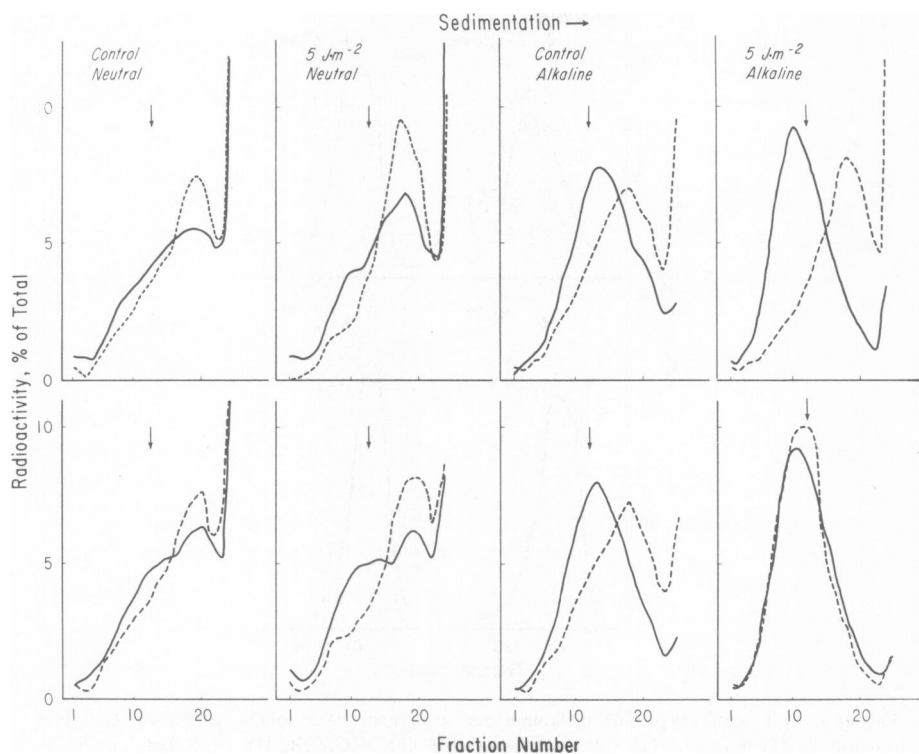 Sedimentation →
Control
Neutral
5 J·m⁻²
Neutral
Control
Alkaline
5 J·m⁻²
Alkaline
Radioactivity, % of Total
10
5
0
10
5
0
1 10 20 1 10 20 1 10 20 1 10 20
Fraction Number